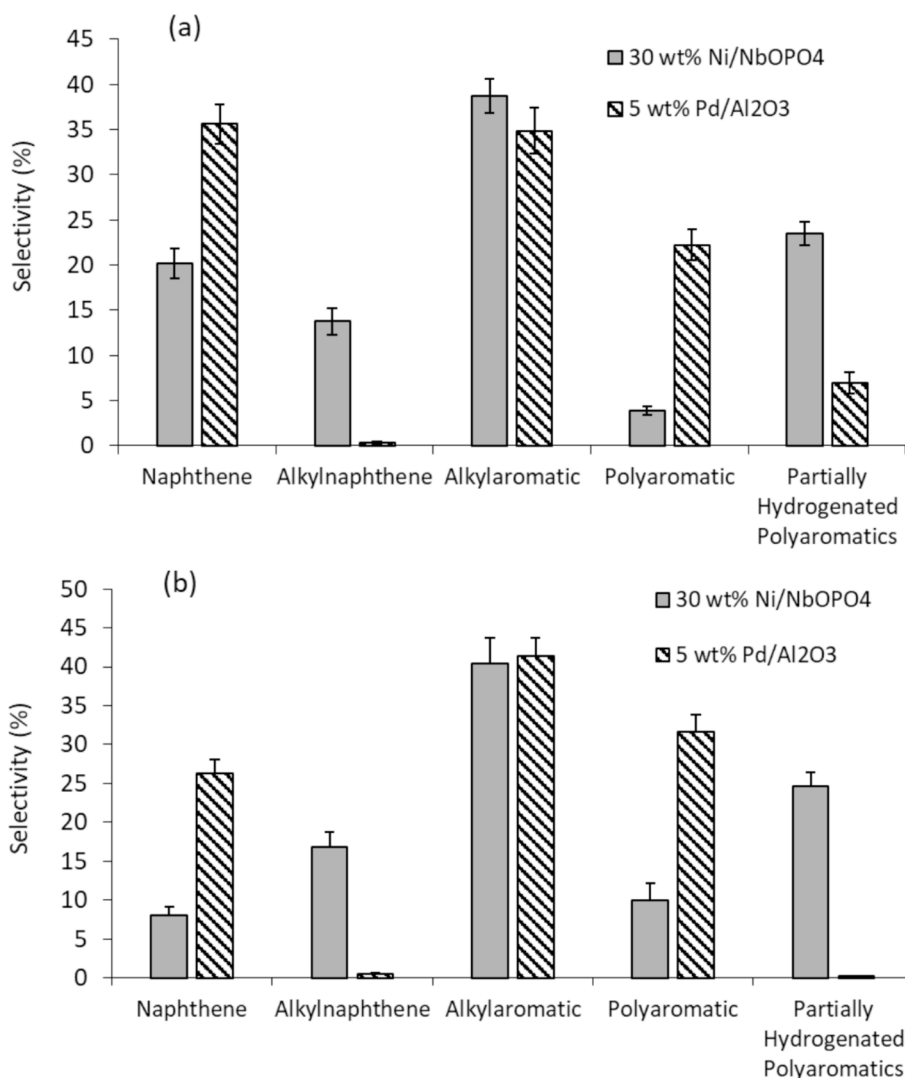 (a)
45
40
35
30
25
20
15
10
5
0
Selectivity (%)
30 wt% Ni/NbOPO4
5 wt% Pd/Al2O3
Naphthene
Alkylnaphthene
Alkylaromatic
Polyaromatic
Partially
Hydrogenated
Polyaromatics
(b)
50
45
40
35
30
25
20
15
10
5
0
Selectivity (%)
30 wt% Ni/NbOPO4
5 wt% Pd/Al2O3
Naphthene
Alkylnaphthene
Alkylaromatic
Polyaromatic
Partially
Hydrogenated
Polyaromatics